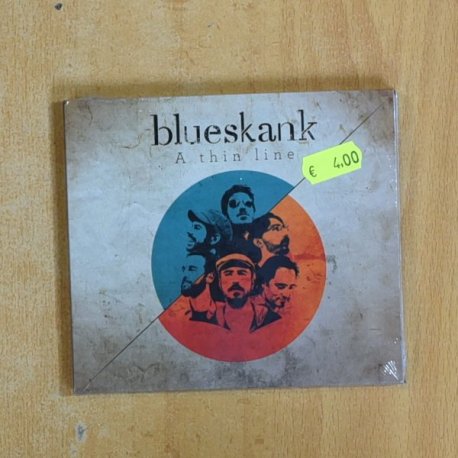 blueskank
A thin line
€ 4,00